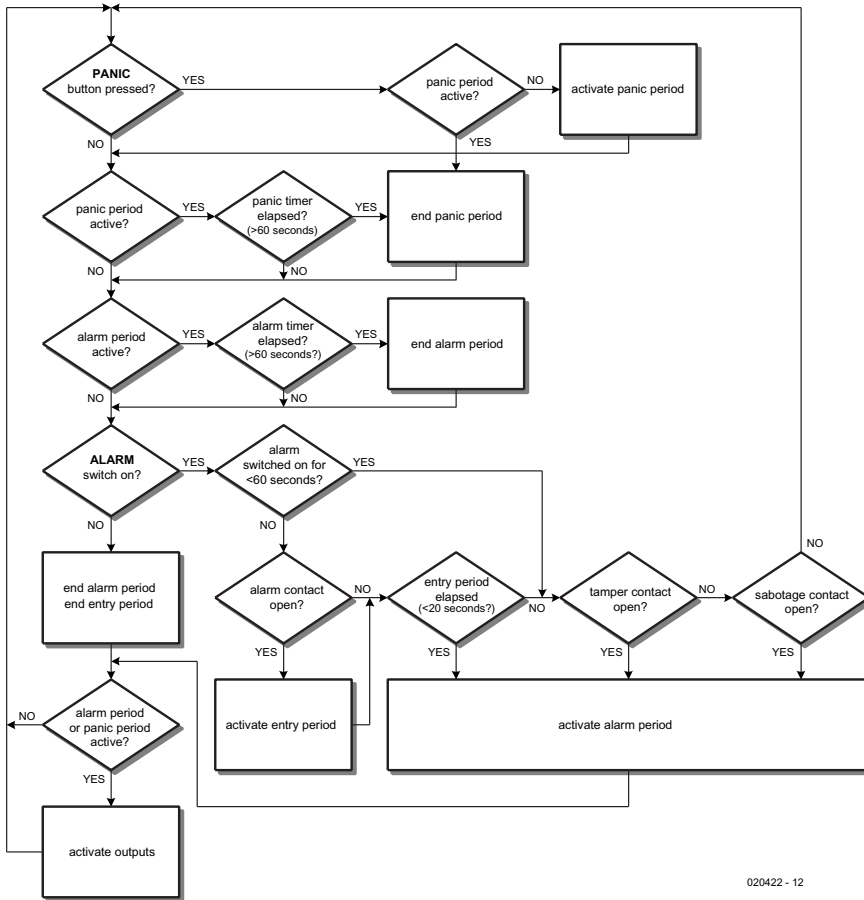 PANIC
button pressed?
YES
panic period
active?
NO
activate panic period
NO
YES
panic period
active?
YES
panic timer
elapsed?
(>60 seconds)
YES
end panic period
NO
NO
alarm period
active?
YES
alarm timer
elapsed?
(>60 seconds?)
YES
end alarm period
NO
NO
ALARM
switch on?
YES
alarm
switched on for
<60 seconds?
YES
NO
NO
NO
end alarm period
end entry period
alarm contact
open?
NO
entry period
elapsed
(<20 seconds?)
NO
tamper contact
open?
NO
sabotage contact
open?
YES
YES
YES
YES
NO
alarm period
or panic period
active?
activate entry period
activate alarm period
YES
activate outputs
020422 - 12